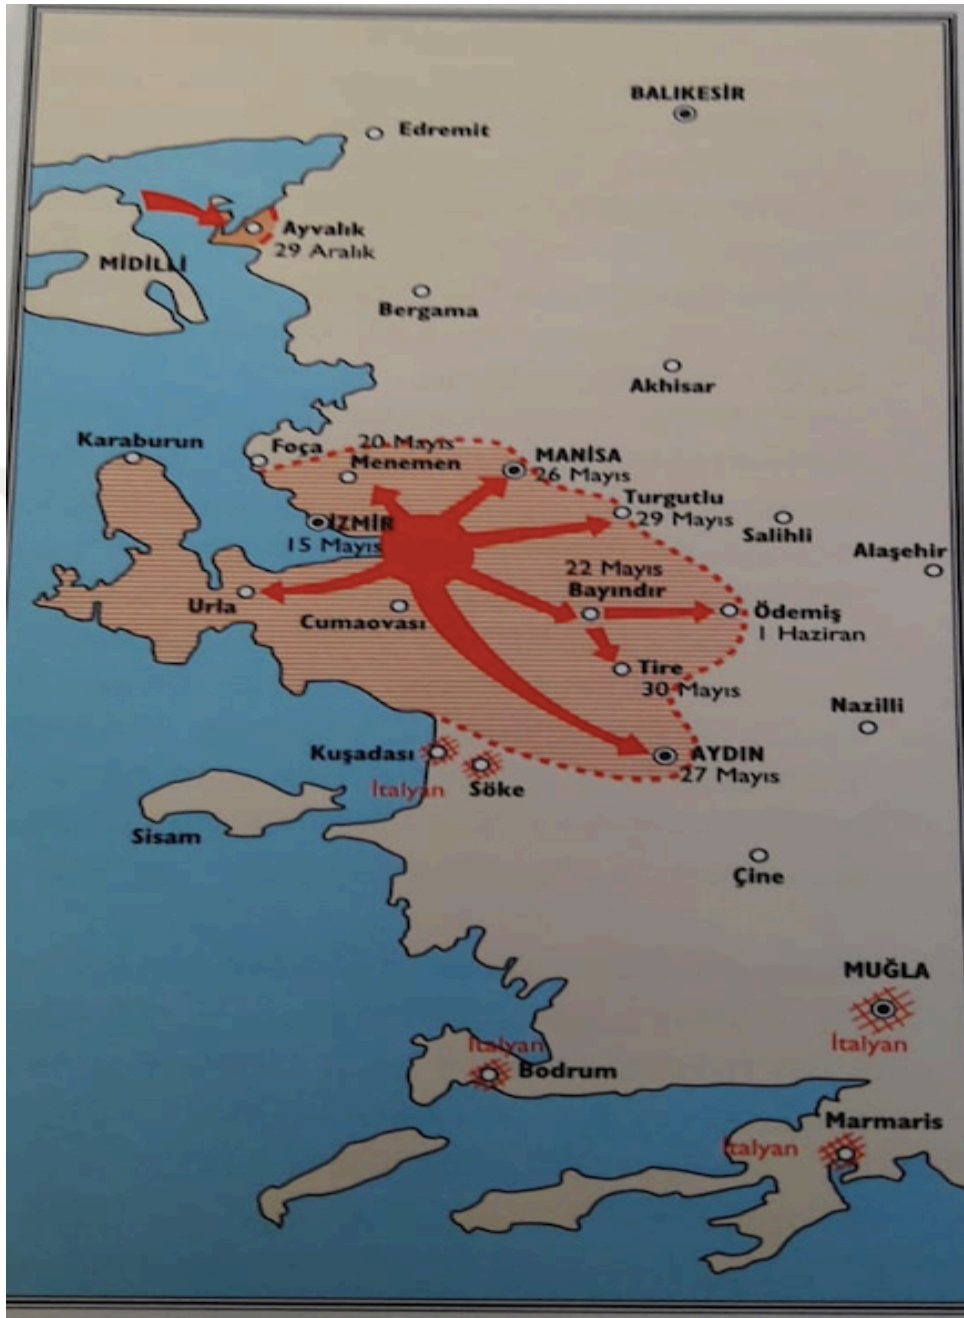 BALIKESİR
Edremit
Ayvalık
29 Aralık
MİDİLLİ
Bergama
Akhisar
Karaburun
Foça
20 Mayıs
Menemen
MANİSA
26 Mayıs
Turgutlu
29 Mayıs
Salihli
İZMİR
15 Mayıs
Alaşehir
22 Mayıs
Bayındır
Urla
Cumaovası
Ödemiş
1 Haziran
Tire
30 Mayıs
Nazilli
Kuşadası
İtalyan
Söke
AYDIN
27 Mayıs
Sisam
Çine
MUĞLA
İtalyan
İtalyan
Bodrum
Marmaris
İtalyan